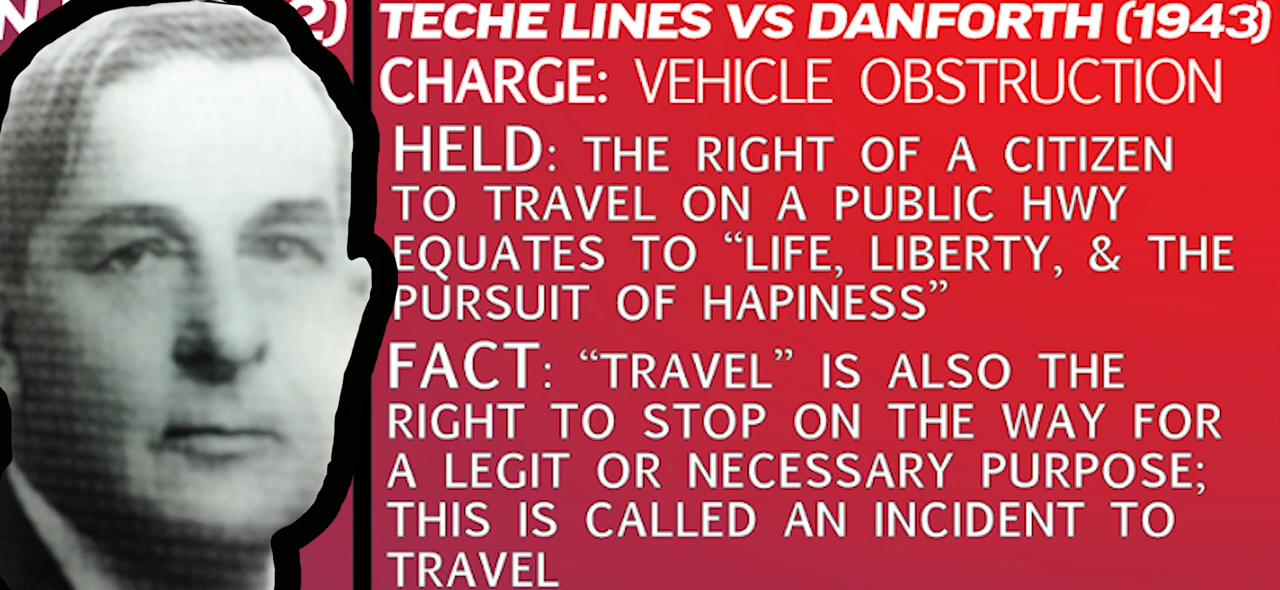 TECHE LINES VS DANFORTH (1943)
CHARGE: VEHICLE OBSTRUCTION
HELD: THE RIGHT OF A CITIZEN
TO TRAVEL ON A PUBLIC HWY
EQUATES TO “LIFE, LIBERTY, & THE
PURSUIT OF HAPINESS”
FACT: “TRAVEL” IS ALSO THE
RIGHT TO STOP ON THE WAY FOR
A LEGIT OR NECESSARY PURPOSE;
THIS IS CALLED AN INCIDENT TO
TRAVEL